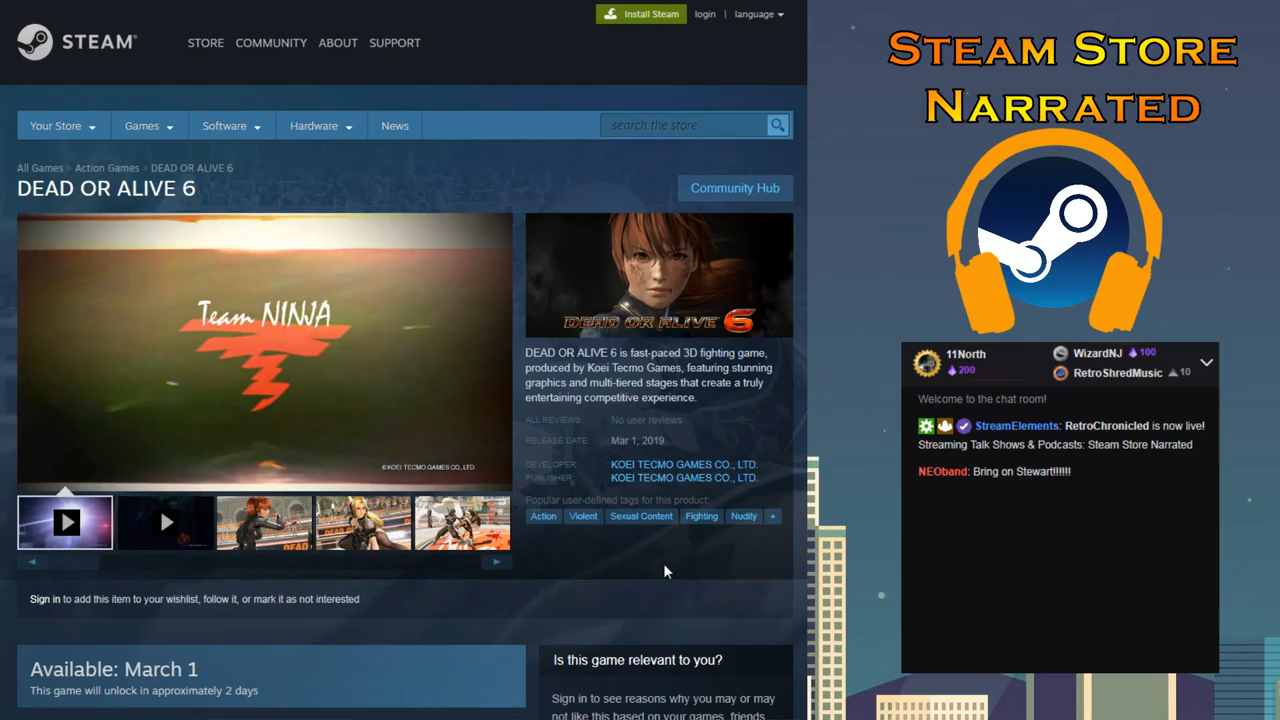 Install Steam login | language
STEAM®
STORE COMMUNITY ABOUT SUPPORT
Your Store Games Software Hardware News search the store
All Games > Action Games > DEAD OR ALIVE 6
DEAD OR ALIVE 6
Community Hub
Team NINJA
©KOEI TECMO GAMES CO., LTD.
DEAD OR ALIVE 6
DEAD OR ALIVE 6 is fast-paced 3D fighting game,
produced by Koei Tecmo Games, featuring stunning
graphics and multi-tiered stages that create a truly
entertaining competitive experience.
ALL REVIEWS: No user reviews
RELEASE DATE: Mar 1, 2019
DEVELOPER: KOEI TECMO GAMES CO., LTD.
PUBLISHER: KOEI TECMO GAMES CO., LTD.
Popular user-defined tags for this product:
Action Violent Sexual Content Fighting Nudity +
Sign in to add this item to your wishlist, follow it, or mark it as not interested
Available: March 1
This game will unlock in approximately 2 days
Is this game relevant to you?
Sign in to see reasons why you may or may
not like this based on your games, friends,
STEAM STORE
NARRATED
11North
200
WizardNJ 100
RetroShredMusic 10
Welcome to the chat room!
StreamElements: RetroChronicled is now live!
Streaming Talk Shows & Podcasts: Steam Store Narrated
NEOband: Bring on Stewart!!!!!!